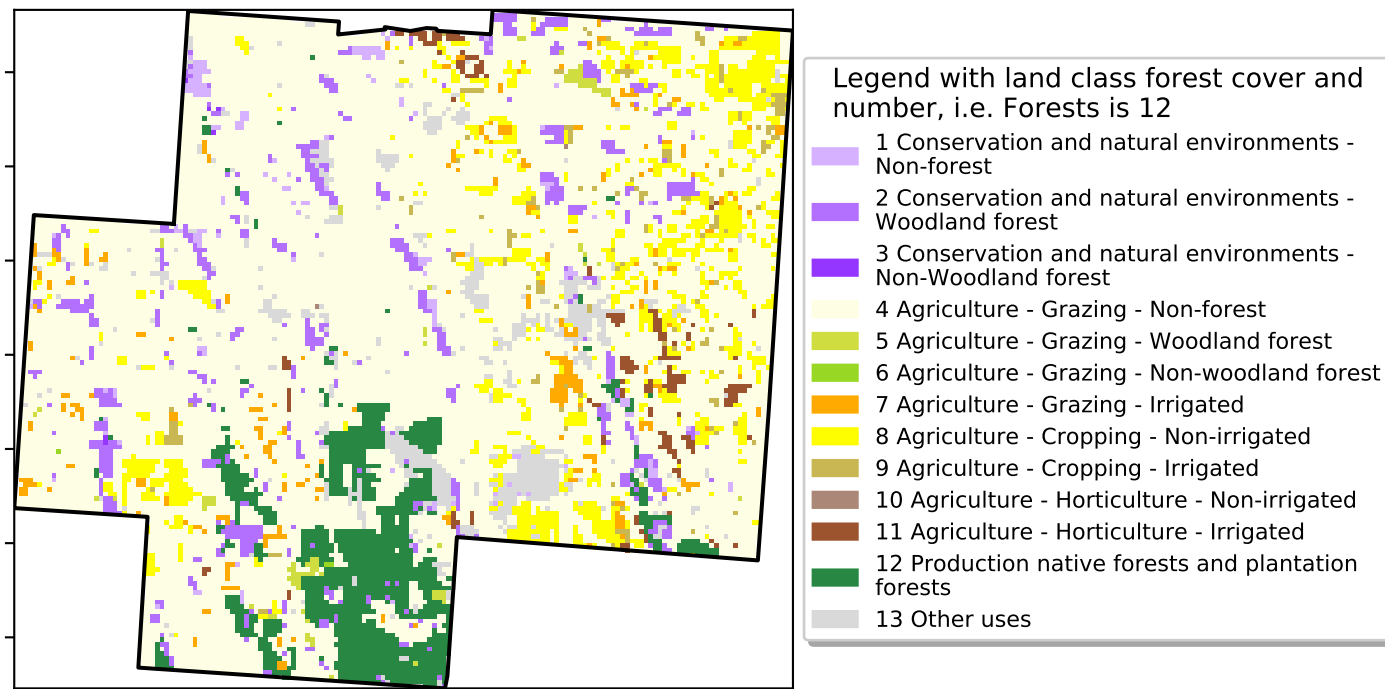 Legend with land class forest cover and
number, i.e. Forests is 12
1 Conservation and natural environments -
Non-forest
2 Conservation and natural environments -
Woodland forest
3 Conservation and natural environments -
Non-Woodland forest
4 Agriculture - Grazing - Non-forest
5 Agriculture - Grazing - Woodland forest
6 Agriculture - Grazing - Non-woodland forest
7 Agriculture - Grazing - Irrigated
8 Agriculture - Cropping - Non-irrigated
9 Agriculture - Cropping - Irrigated
10 Agriculture - Horticulture - Non-irrigated
11 Agriculture - Horticulture - Irrigated
12 Production native forests and plantation
forests
13 Other uses